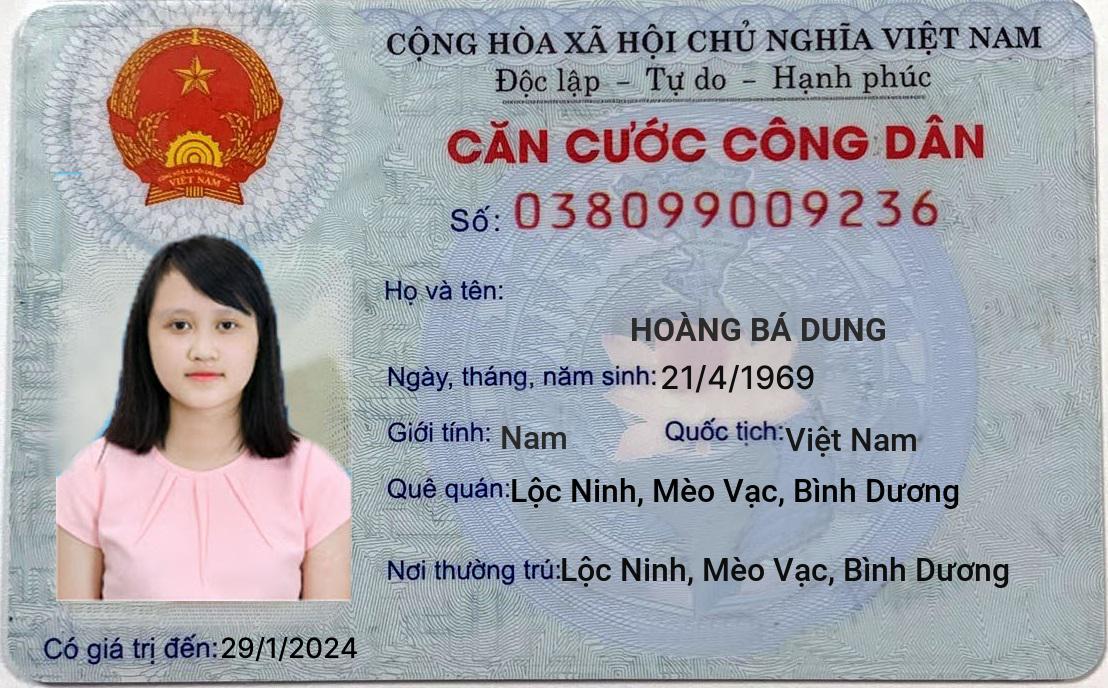 CỘNG HÒA XÃ HỘI CHỦ NGHĨA VIỆT NAM
Độc lập – Tự do – Hạnh phúc
CĂN CƯỚC CÔNG DÂN
Số: 038099009236
Họ và tên:
HOÀNG BÁ DUNG
Ngày, tháng, năm sinh: 21/4/1969
Giới tính: Nam Quốc tịch: Việt Nam
Quê quán: Lộc Ninh, Mèo Vạc, Bình Dương
Nơi thường trú: Lộc Ninh, Mèo Vạc, Bình Dương
Có giá trị đến: 29/1/2024
CỘNG HÒA XÃ HỘI CHỦ NGHĨA
VIỆT NAM